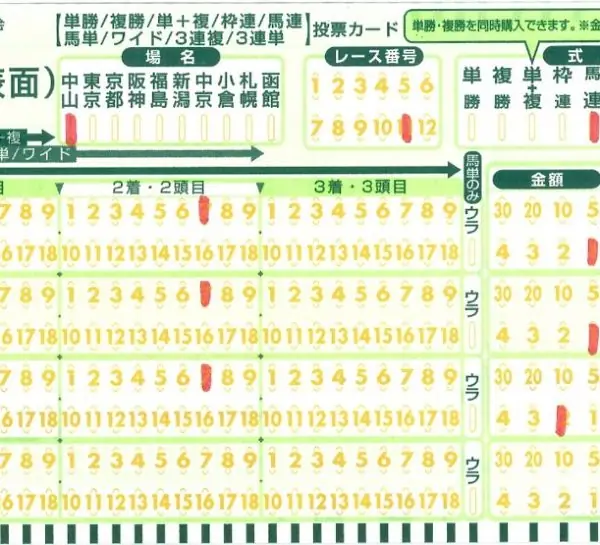 【単勝/複勝/単+複/枠連/馬連
馬単/ワイド/3連複/3連単】
投票カード
単勝・複勝を同時購入できます。※金
表面)
場名
レース番号
式
中山 東京 京都 阪神 福島 新潟 中京 小倉 札幌 函館
1 2 3 4 5 6
7 8 9 10 12
単勝 複勝 単+複 枠連 馬連
複
単/ワイド
馬単のみ
金額
目
2着・2頭目
3着・3頭目
7 8 9 1 2 3 4 5 6 8 9 1 2 3 4 5 6 7 8 9 ウラ 30 20 10 5
16 17 18 10 11 12 13 14 15 16 17 18 10 11 12 13 14 15 16 17 18 4 3 2
7 8 9 1 2 3 4 5 6 8 9 1 2 3 4 5 6 7 8 9 ウラ 30 20 10 5
16 17 18 10 11 12 13 14 15 16 17 18 10 11 12 13 14 15 16 17 18 4 3 2
7 8 9 1 2 3 4 5 6 8 9 1 2 3 4 5 6 7 8 9 ウラ 30 20 10 5
16 17 18 10 11 12 13 14 15 16 17 18 10 11 12 13 14 15 16 17 18 4 3 1
7 8 9 1 2 3 4 5 6 7 8 9 1 2 3 4 5 6 7 8 9 ウラ 30 20 10 5
16 17 18 10 11 12 13 14 15 16 17 18 10 11 12 13 14 15 16 17 18 4 3 2 1